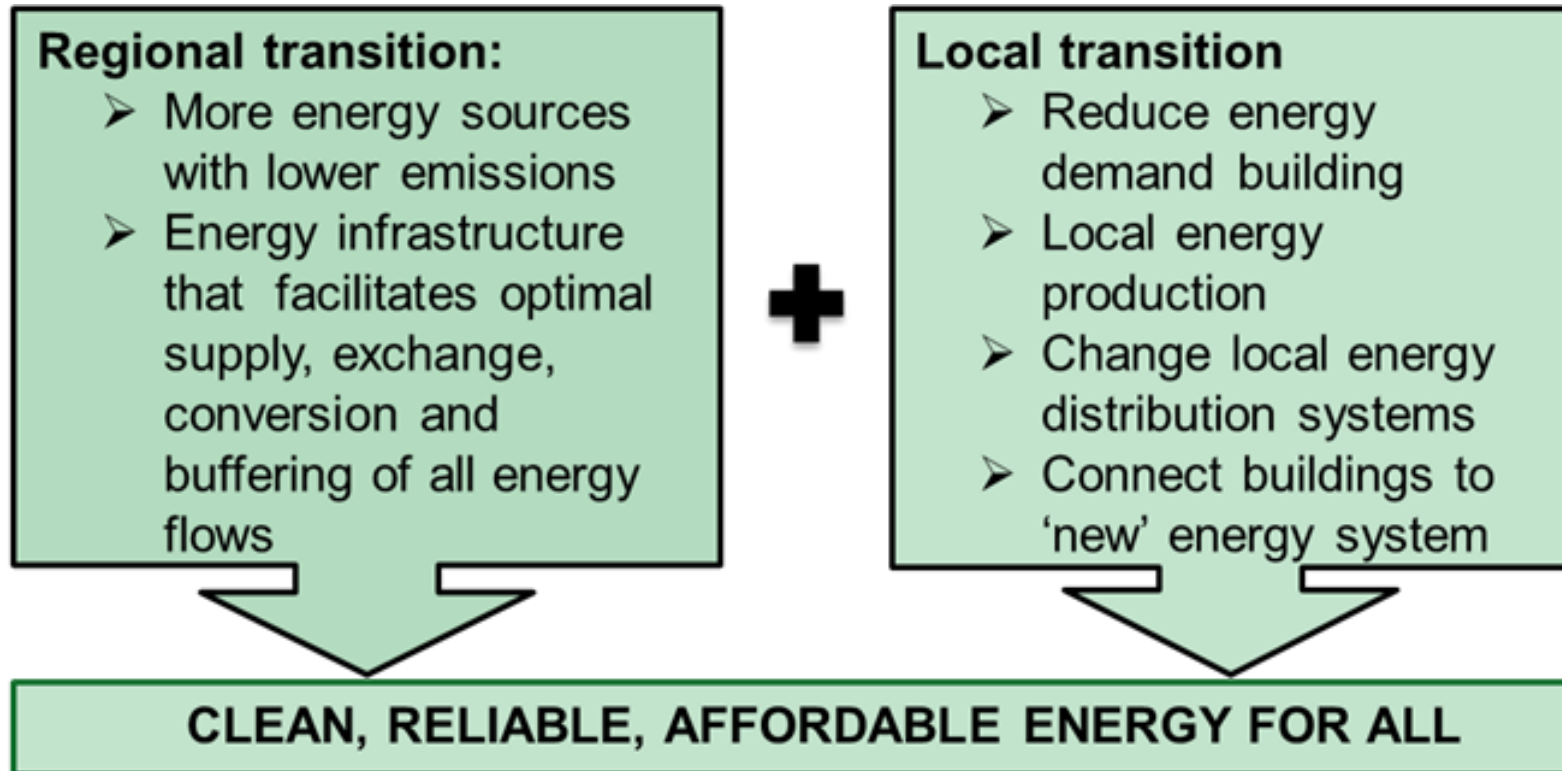 Regional transition:
➢ More energy sources
with lower emissions
➢ Energy infrastructure
that facilitates optimal
supply, exchange,
conversion and
buffering of all energy
flows
Local transition
➢ Reduce energy
demand building
➢ Local energy
production
➢ Change local energy
distribution systems
➢ Connect buildings to
‘new’ energy system
CLEAN, RELIABLE, AFFORDABLE ENERGY FOR ALL